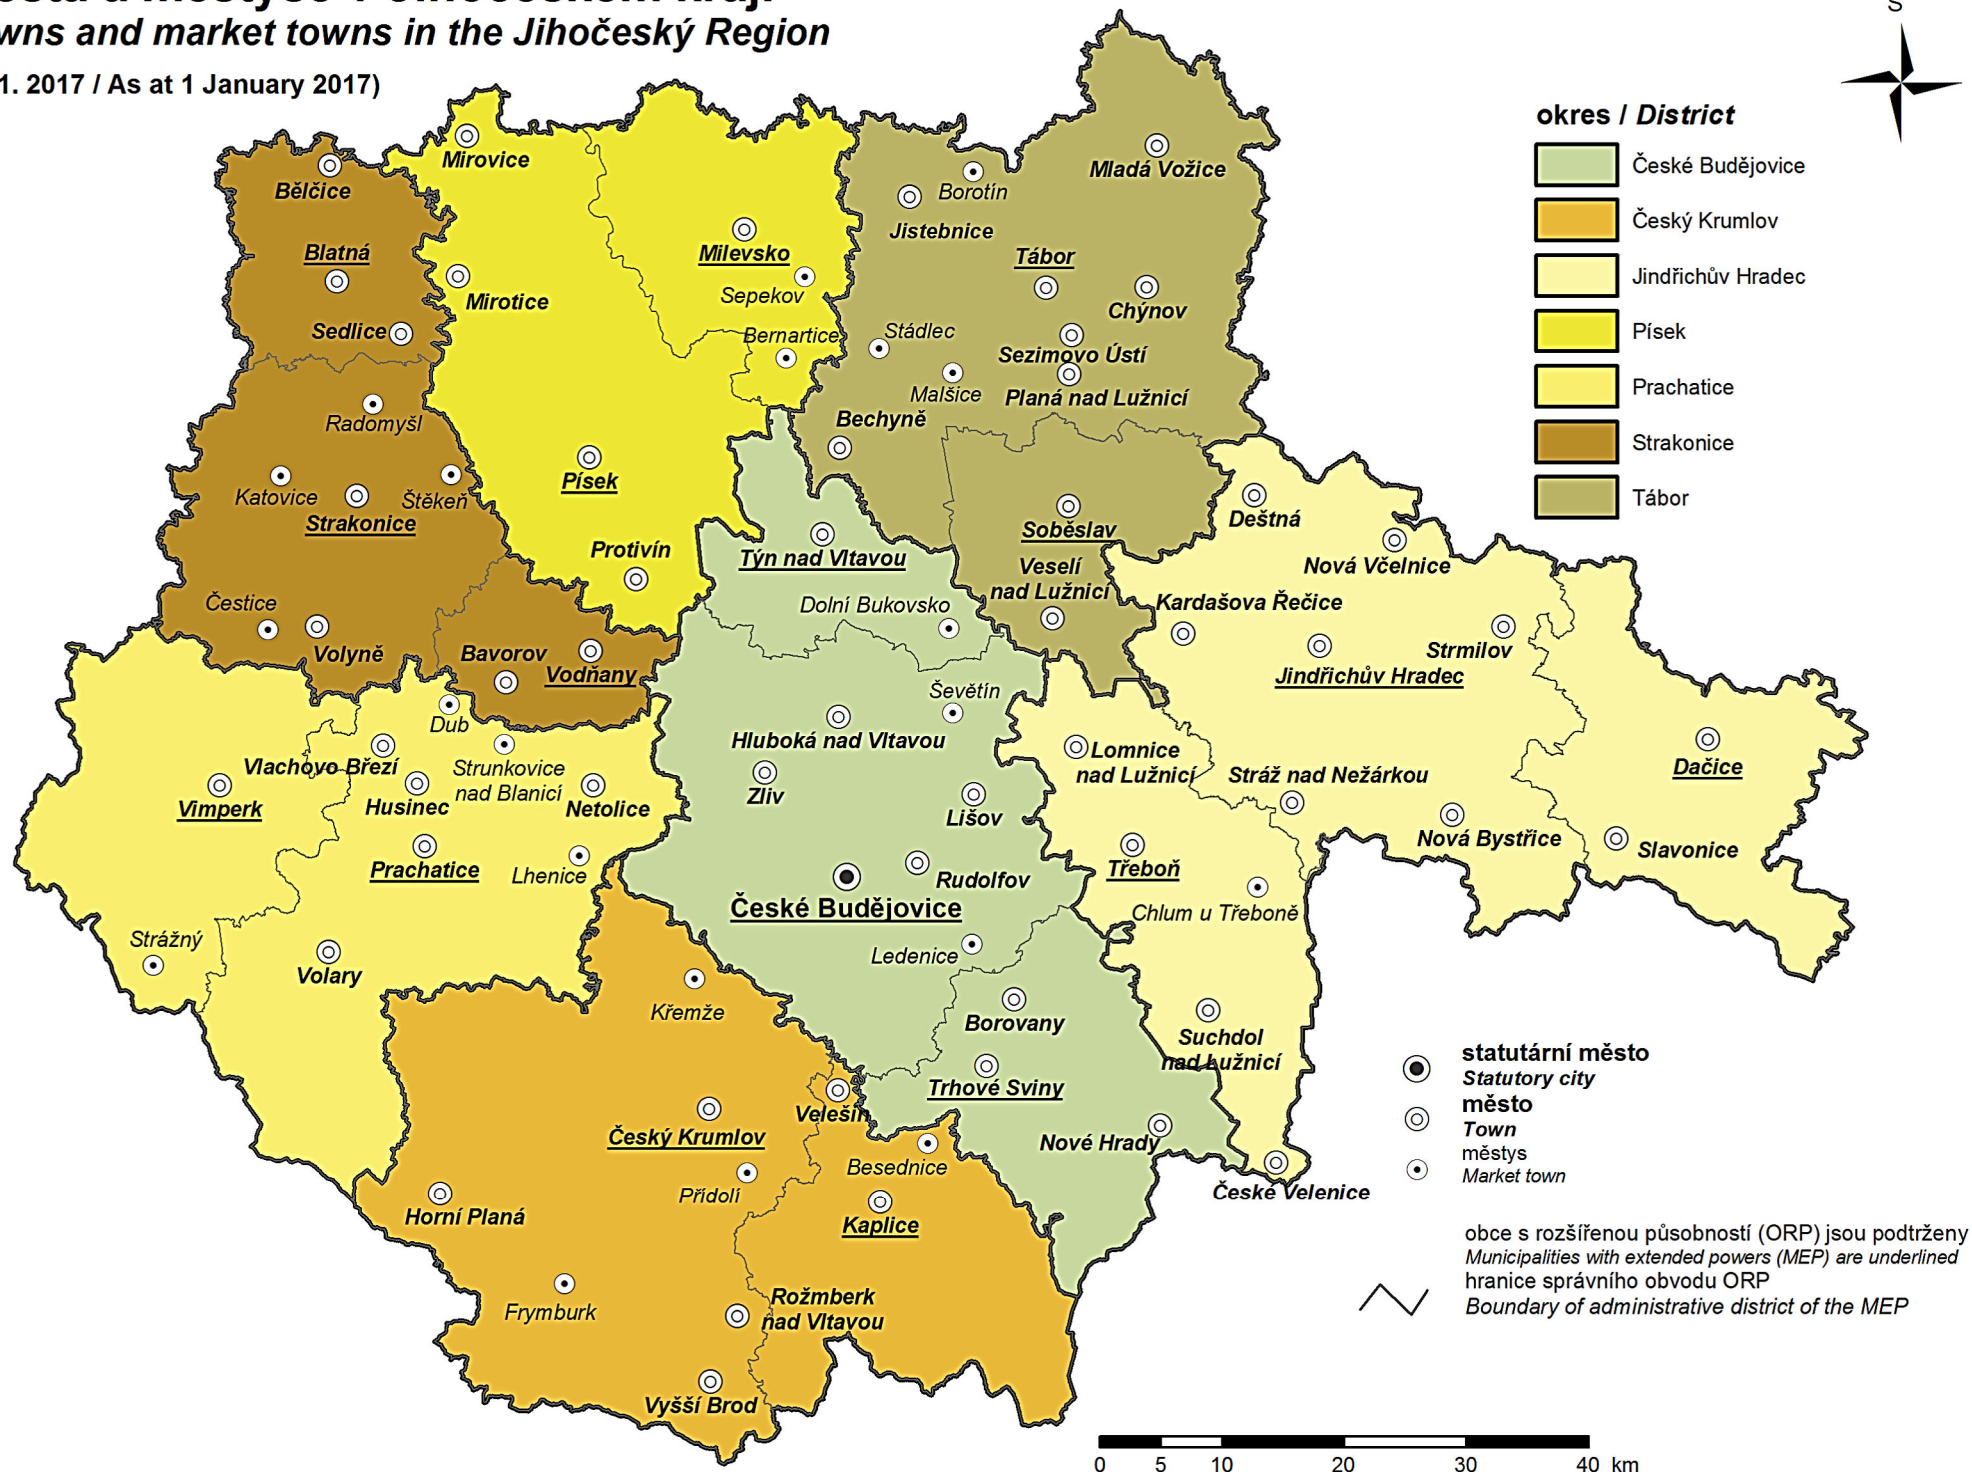 wns and market towns in the Jihočeský Region
1. 2017 / As at 1 January 2017)
S
okres / District
České Budějovice
Český Krumlov
Jindřichův Hradec
Písek
Prachatice
Strakonice
Tábor
Mirovice
Bělčice
Blatná
Mirotice
Sedlice
Milevsko
Sepekov
Bernartice
Borotín
Jistebnice
Mladá Vožice
Tábor
Chýnov
Stádlec
Sezimovo Ústí
Malšice
Planá nad Lužnicí
Bechyně
Radomyšl
Katovice
Štěkeň
Strakonice
Písek
Protivín
Týn nad Vltavou
Soběslav
Veselí
nad Lužnicí
Deštná
Nová Včelnice
Kardašova Řečice
Strmilov
Jindřichův Hradec
Čestice
Volyně
Bavorov
Vodňany
Dolní Bukovsko
Ševětín
Dub
Hluboká nad Vltavou
Lomnice
nad Lužnicí
Stráž nad Nežárkou
Dačice
Vlachovo Březí
Strunkovice
nad Blanicí
Vimperk
Husinec
Netolice
Zliv
Lišov
Nová Bystřice
Slavonice
Prachatice
Lhenice
Rudolfov
Třeboň
České Budějovice
Chlum u Třeboně
Strážný
Volary
Ledenice
Křemže
Borovany
Suchdol
nad Lužnicí
Trhové Sviny
Velešín
Český Krumlov
Nové Hrady
Besednice
Přídolí
České Velenice
Horní Planá
Kaplice
Frymburk
Rožmberk
nad Vltavou
Vyšší Brod
statutární město
Statutory city
město
Town
městys
Market town
obce s rozšířenou působností (ORP) jsou podtrženy
Municipalities with extended powers (MEP) are underlined
hranice správního obvodu ORP
Boundary of administrative district of the MEP
0 5 10 20 30 40 km